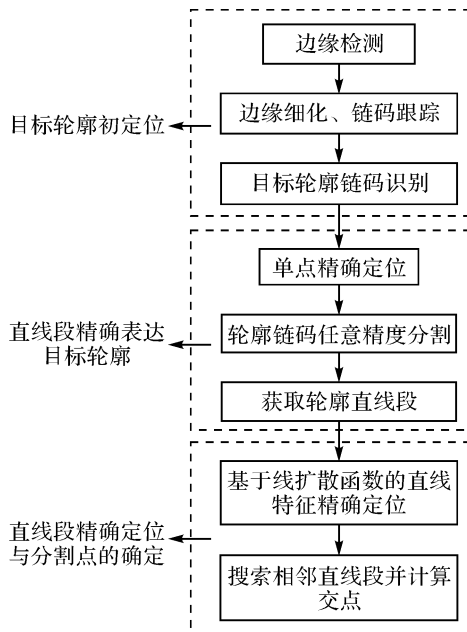 边缘检测
边缘细化、链码跟踪
目标轮廓初定位
目标轮廓链码识别
单点精确定位
直线段精确表达
目标轮廓
轮廓链码任意精度分割
获取轮廓直线段
基于线扩散函数的直线
特征精确定位
直线段精确定位
与分割点的确定
搜索相邻直线段并计算
交点